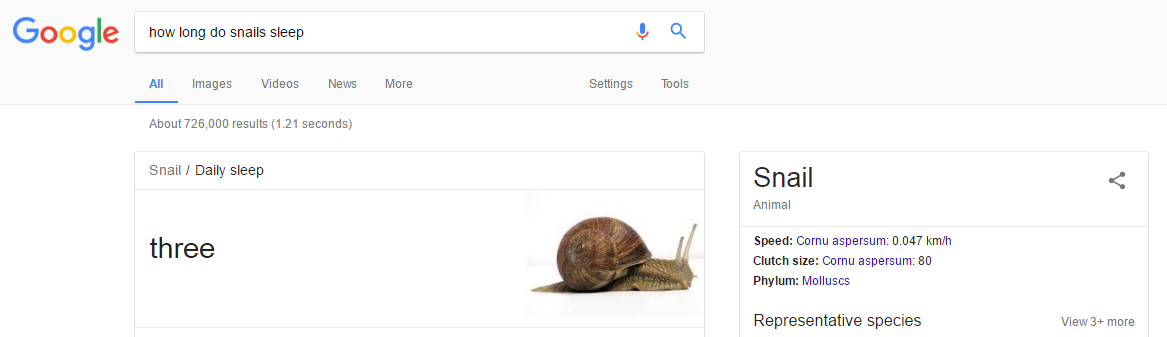 Google
how long do snails sleep
All Images Videos News More Settings Tools
About 726,000 results (1.21 seconds)
Snail / Daily sleep
three
Snail
Animal
Speed: Cornu aspersum: 0.047 km/h
Clutch size: Cornu aspersum: 80
Phylum: Molluscs
Representative species View 3+ more